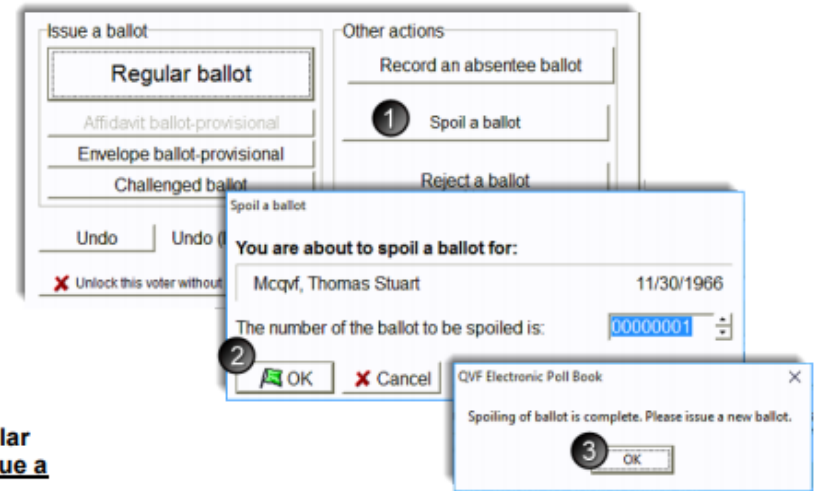 Issue a ballot
Regular ballot
Affidavit ballot-provisional
Envelope ballot-provisional
Challenged ballot
Undo
Undo (
Unlock this voter without
Other actions
Record an absentee ballot
1
Spoil a ballot
Reject a ballot
Spoil a ballot
You are about to spoil a ballot for:
Mcqvf, Thomas Stuart 11/30/1966
The number of the ballot to be spoiled is: 00000001
2
OK
Cancel
QVF Electronic Poll Book
Spoiling of ballot is complete. Please issue a new ballot.
3
OK
lar
ue a